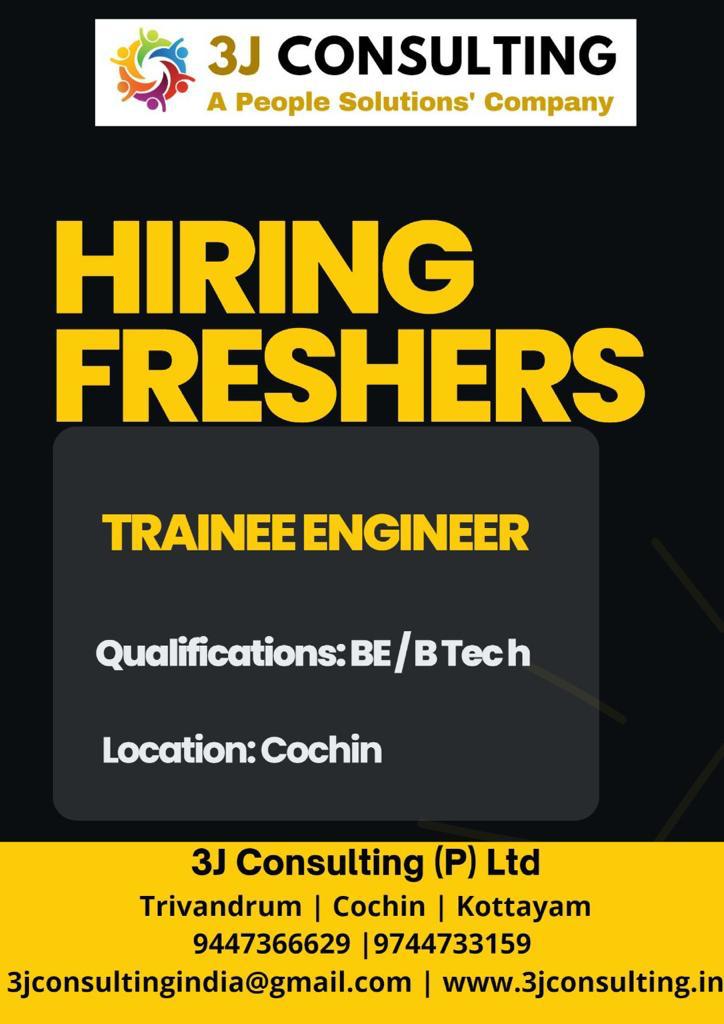 3J CONSULTING
A People Solutions' Company
HIRING
FRESHERS
TRAINEE ENGINEER
Qualifications: BE / B Tec h
Location: Cochin
3J Consulting (P) Ltd
Trivandrum | Cochin | Kottayam
9447366629 |9744733159
3jconsultingindia@gmail.com | www.3jconsulting.in